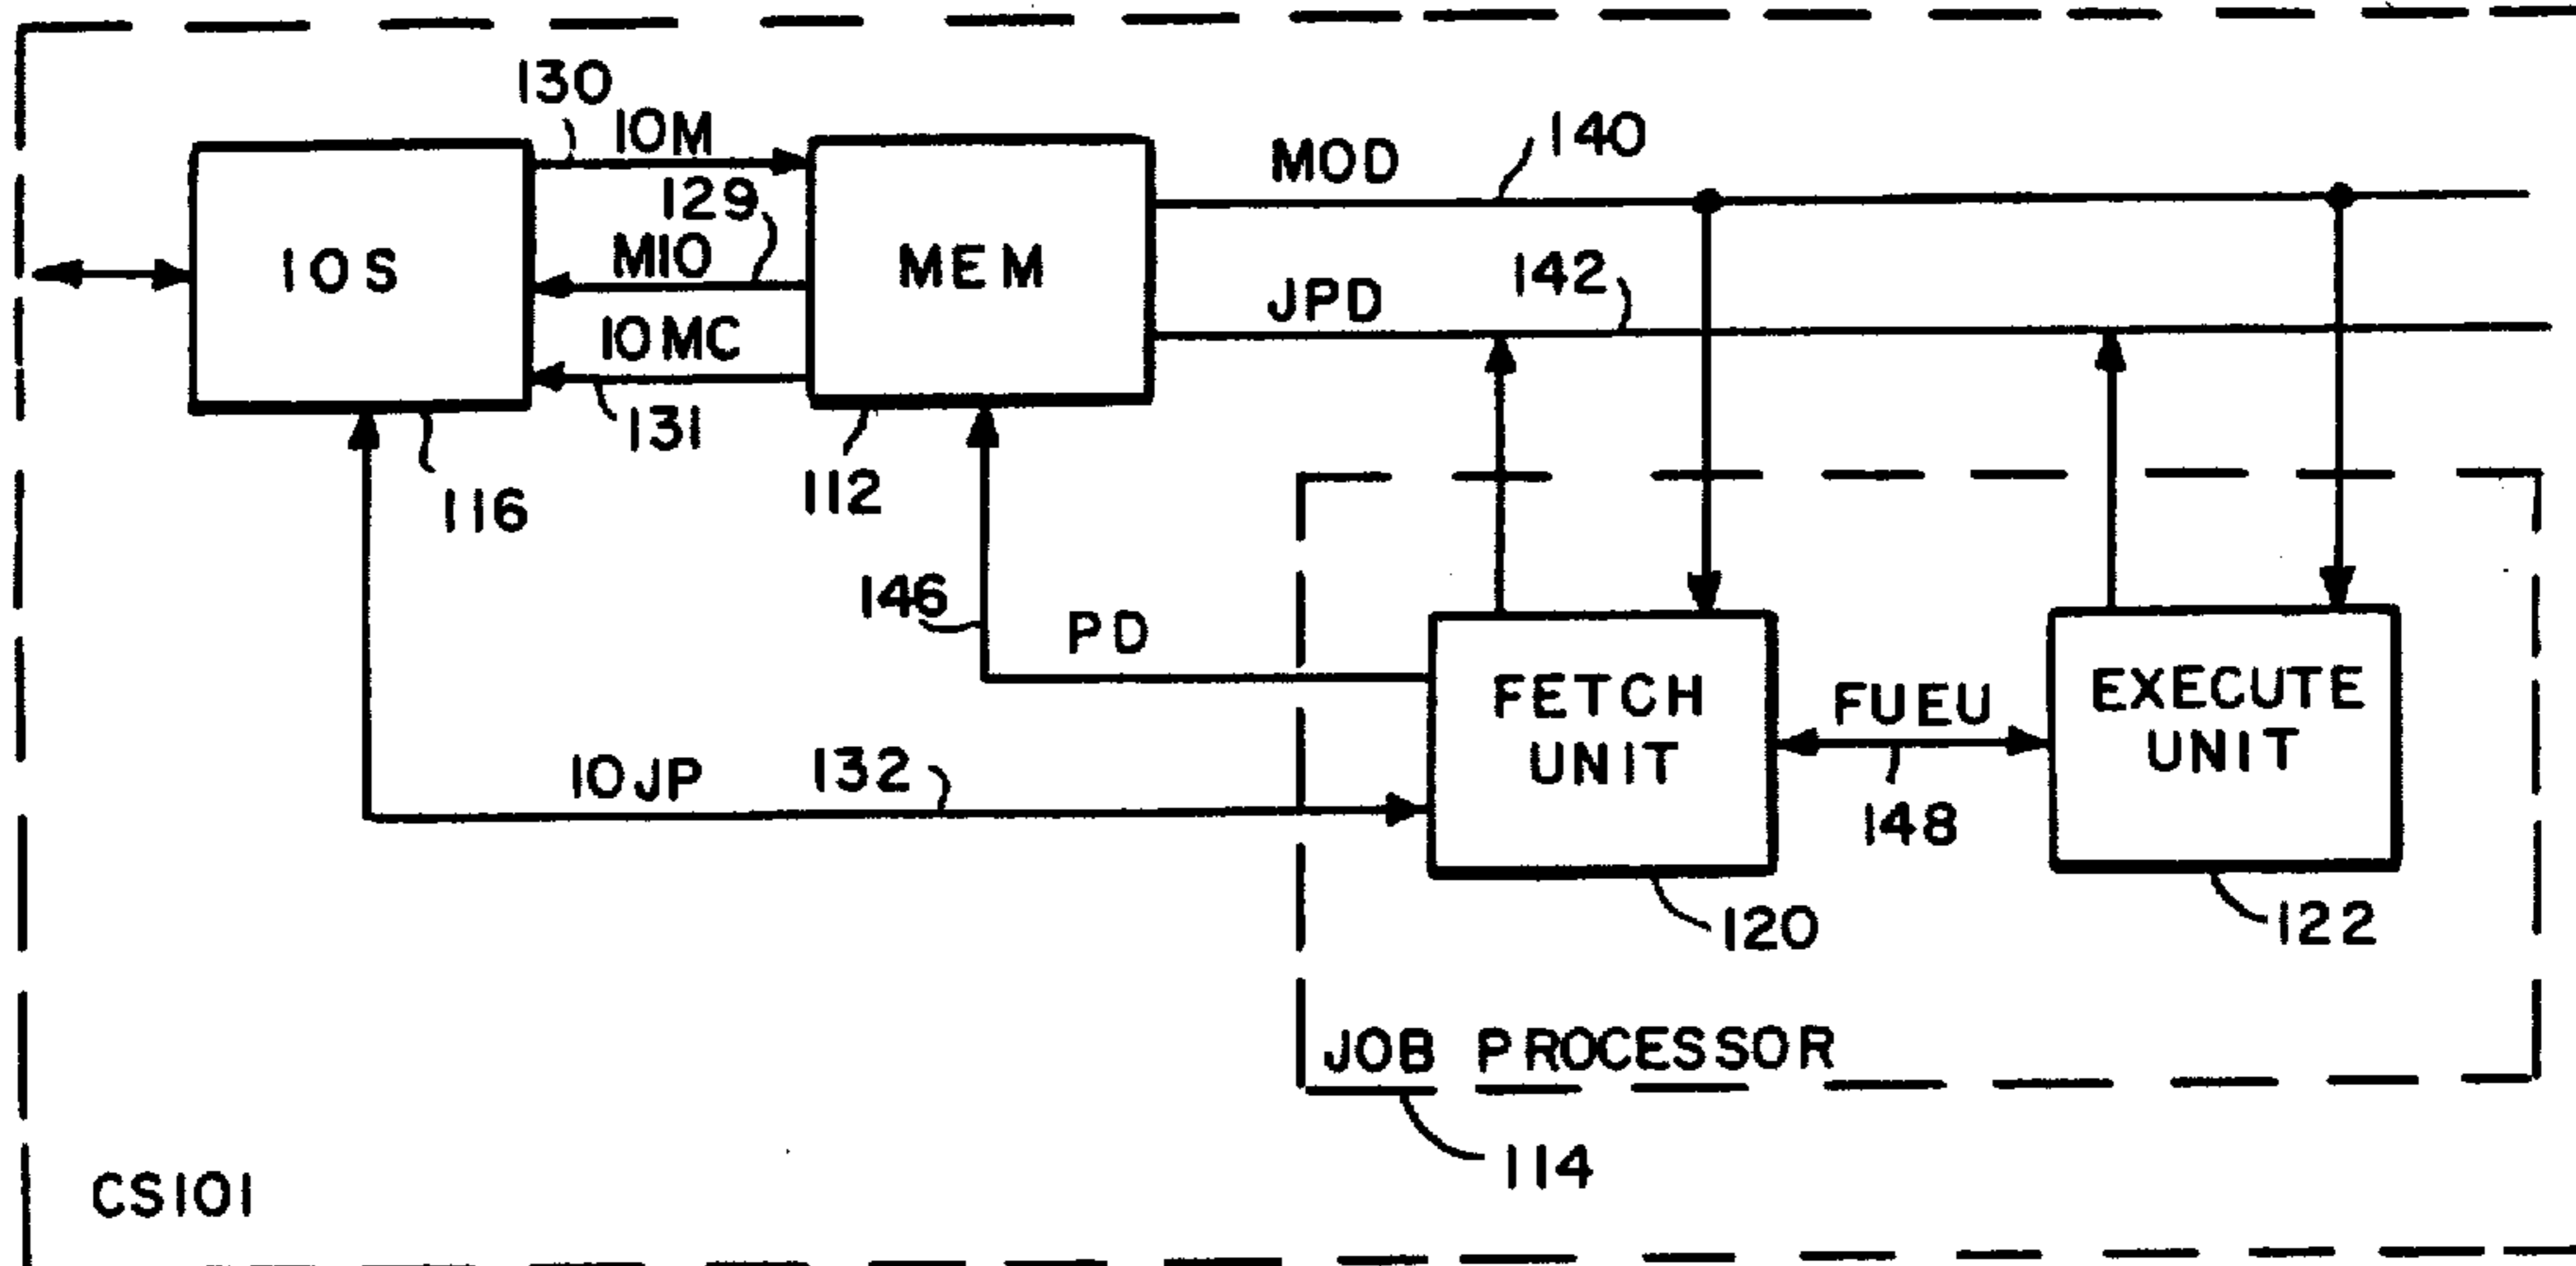 130
IOM
129
MIO
IOMC
131
IOS
MEM
MOD
140
JPD
142
116
112
146
PD
IOJP
132
FETCH
UNIT
FUEU
148
EXECUTE
UNIT
120
122
JOB PROCESSOR
114
CS101